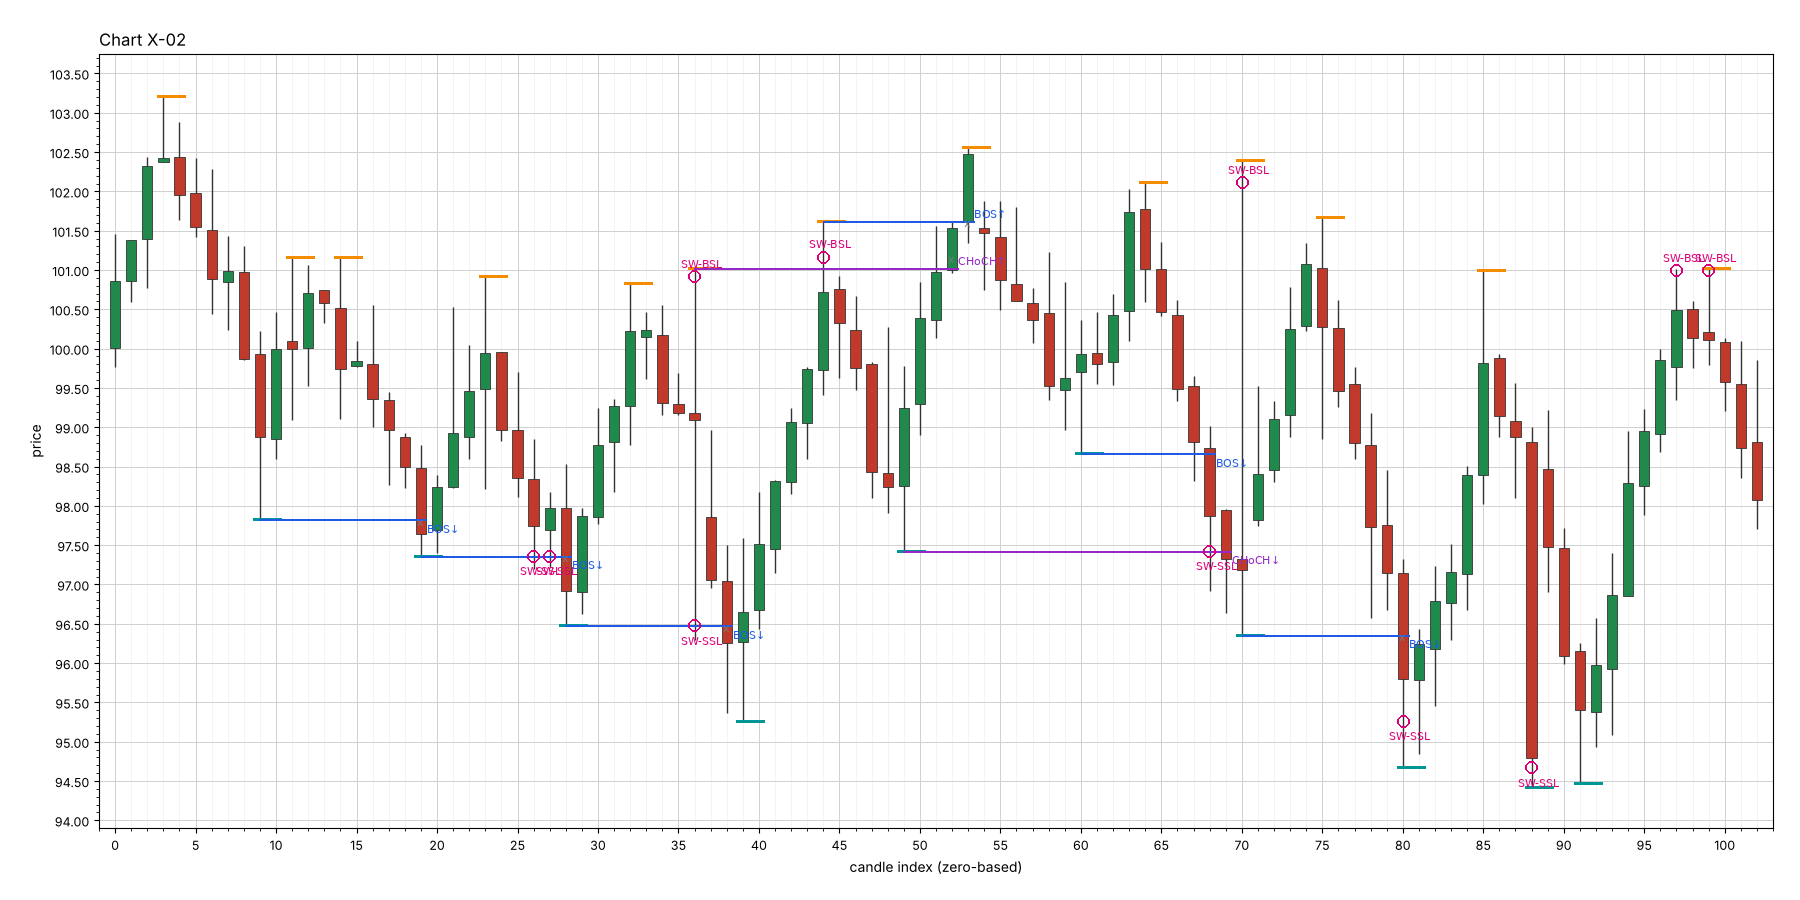 Chart X-02
103.50
103.00
102.50
102.00
101.50
101.00
100.50
100.00
99.50
99.00
98.50
98.00
97.50
97.00
96.50
96.00
95.50
95.00
94.50
94.00
price
BOS↑
SW-BSL
SW-BSL
SW-BSL
CHoCH↑
SW-BSL
SW-BSL
BOS↓
BOS↓
BOS↓
SW-SSL
SW-SSL
CHoCH↓
SW-SSL
BOS↓
SW-SSL
BOS↓
SW-SSL
SW-SSL
0 5 10 15 20 25 30 35 40 45 50 55 60 65 70 75 80 85 90 95 100
candle index (zero-based)